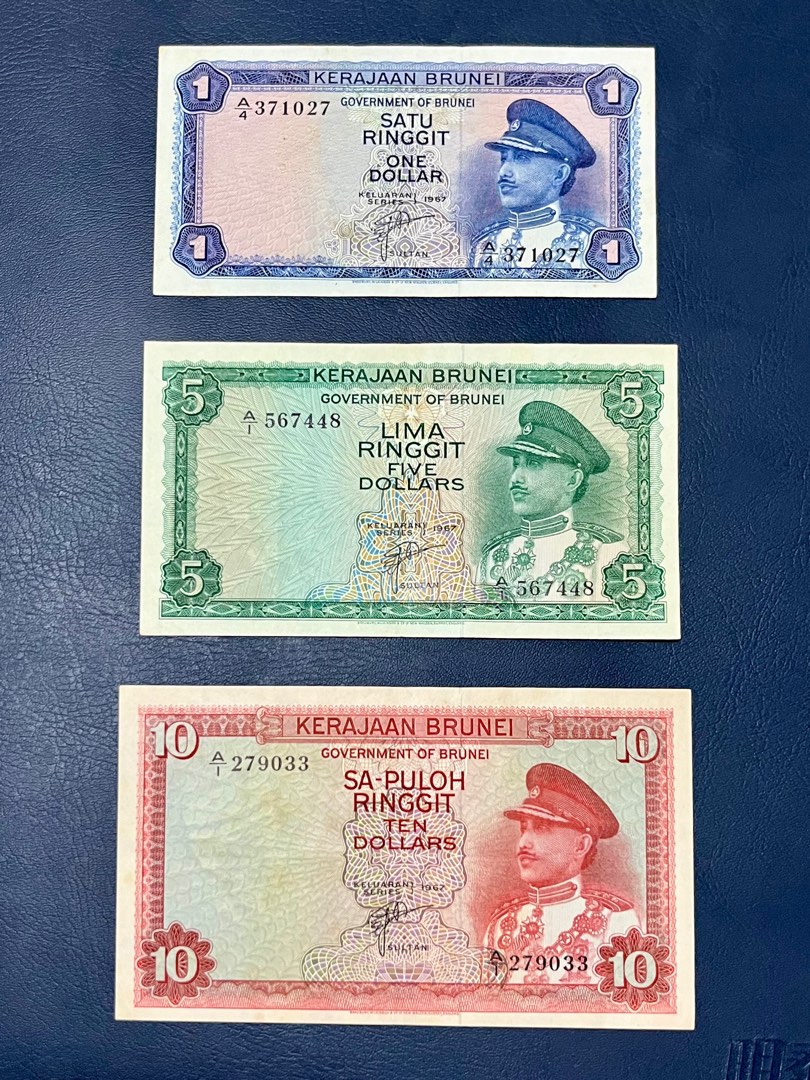 1 KERAJAAN BRUNEI 1
A/4 371027 GOVERNMENT OF BRUNEI
SATU
RINGGIT
ONE
DOLLAR
KELUARAN
SERIES 1967
SULTAN
1 A/4 371027 1
5 KERAJAAN BRUNEI 5
GOVERNMENT OF BRUNEI
A/1 567448
LIMA
RINGGIT
FIVE
DOLLARS
KELUARAN
SERIES 1967
SULTAN
5 A/1 567448 5
10 KERAJAAN BRUNEI 10
GOVERNMENT OF BRUNEI
A/1 279033
SA-PULOH
RINGGIT
TEN
DOLLARS
KELUARAN
SERIES 1967
SULTAN
10 A/1 279033 10